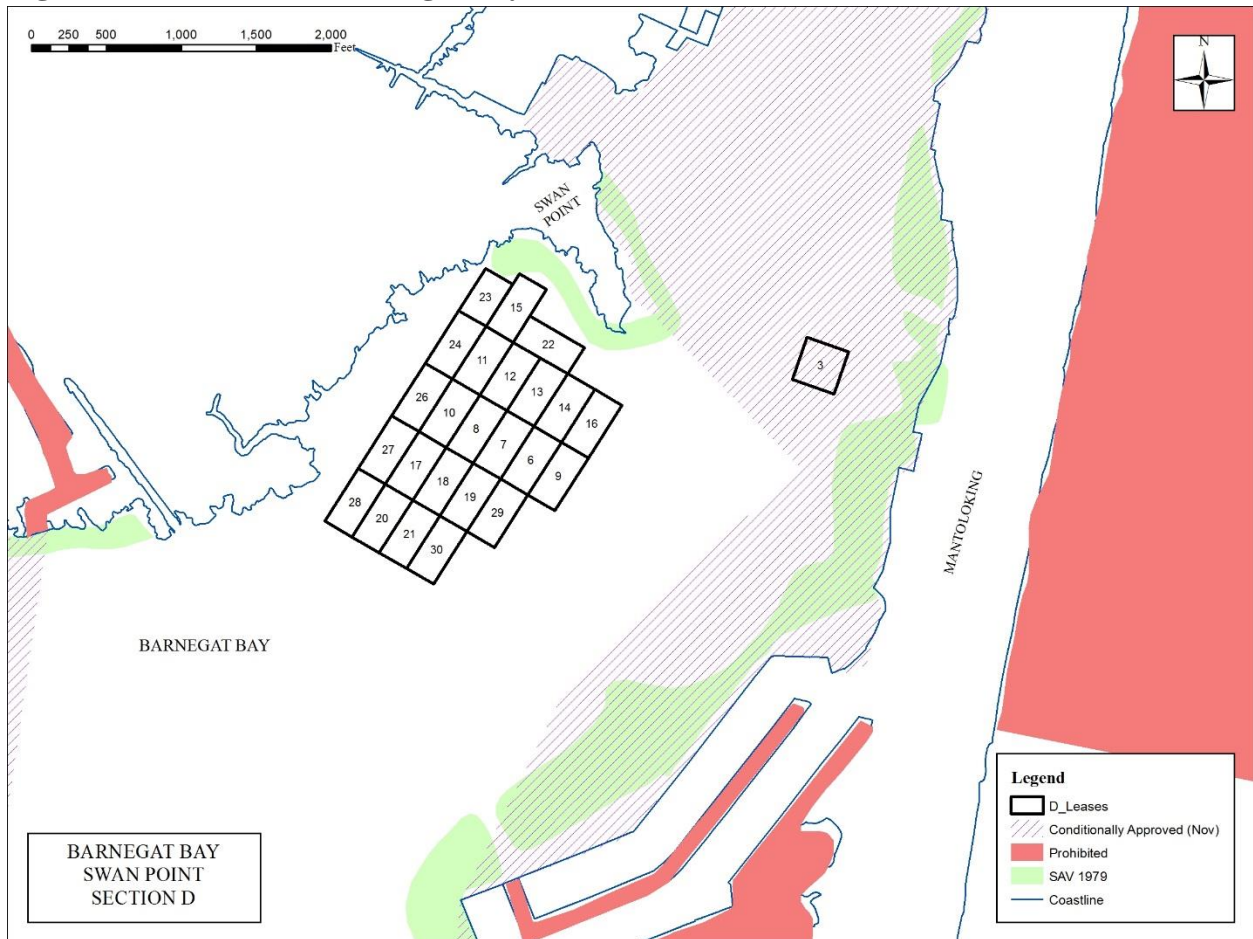 0 250 500 1,000 1,500 2,000
Feet
N
SWAN
POINT
23
15
22
24
11
12
3
13
14
16
26
10
8
7
6
9
27
17
18
19
29
28
20
21
30
MANTOLOKING
BARNEGAT BAY
BARNEGAT BAY
SWAN POINT
SECTION D
Legend
D_Leases
Conditionally Approved (Nov)
Prohibited
SAV 1979
Coastline